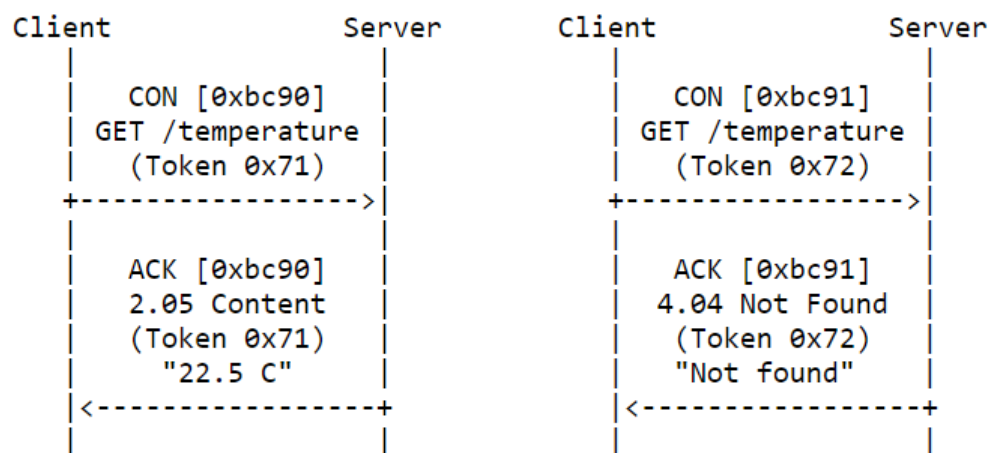 Client Server Client Server
CON [0xbc90] CON [0xbc91]
GET /temperature GET /temperature
(Token 0x71) (Token 0x72)
ACK [0xbc90] ACK [0xbc91]
2.05 Content 4.04 Not Found
(Token 0x71) (Token 0x72)
"22.5 C" "Not found"